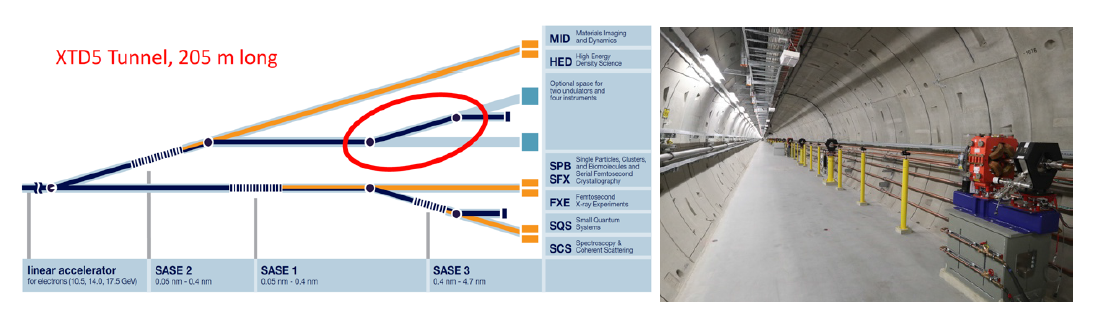 XTD5 Tunnel, 205 m long
MID Materials Imaging
and Dynamics
HED High Energy
Density Science
Optional space for
two undulators and
four instruments
SPB
SFX
Single Particles, Clusters,
and Biomolecules and
Serial Femtosecond
Crystallography
FXE Femtosecond
X-ray Experiments
SQS Small Quantum
Systems
SCS Spectroscopy &
Coherent Scattering
linear accelerator
for electrons (10.5, 14.0, 17.5 GeV)
SASE 2
0.05 nm - 0.4 nm
SASE 1
0.05 nm - 0.4 nm
SASE 3
0.4 nm - 4.7 nm